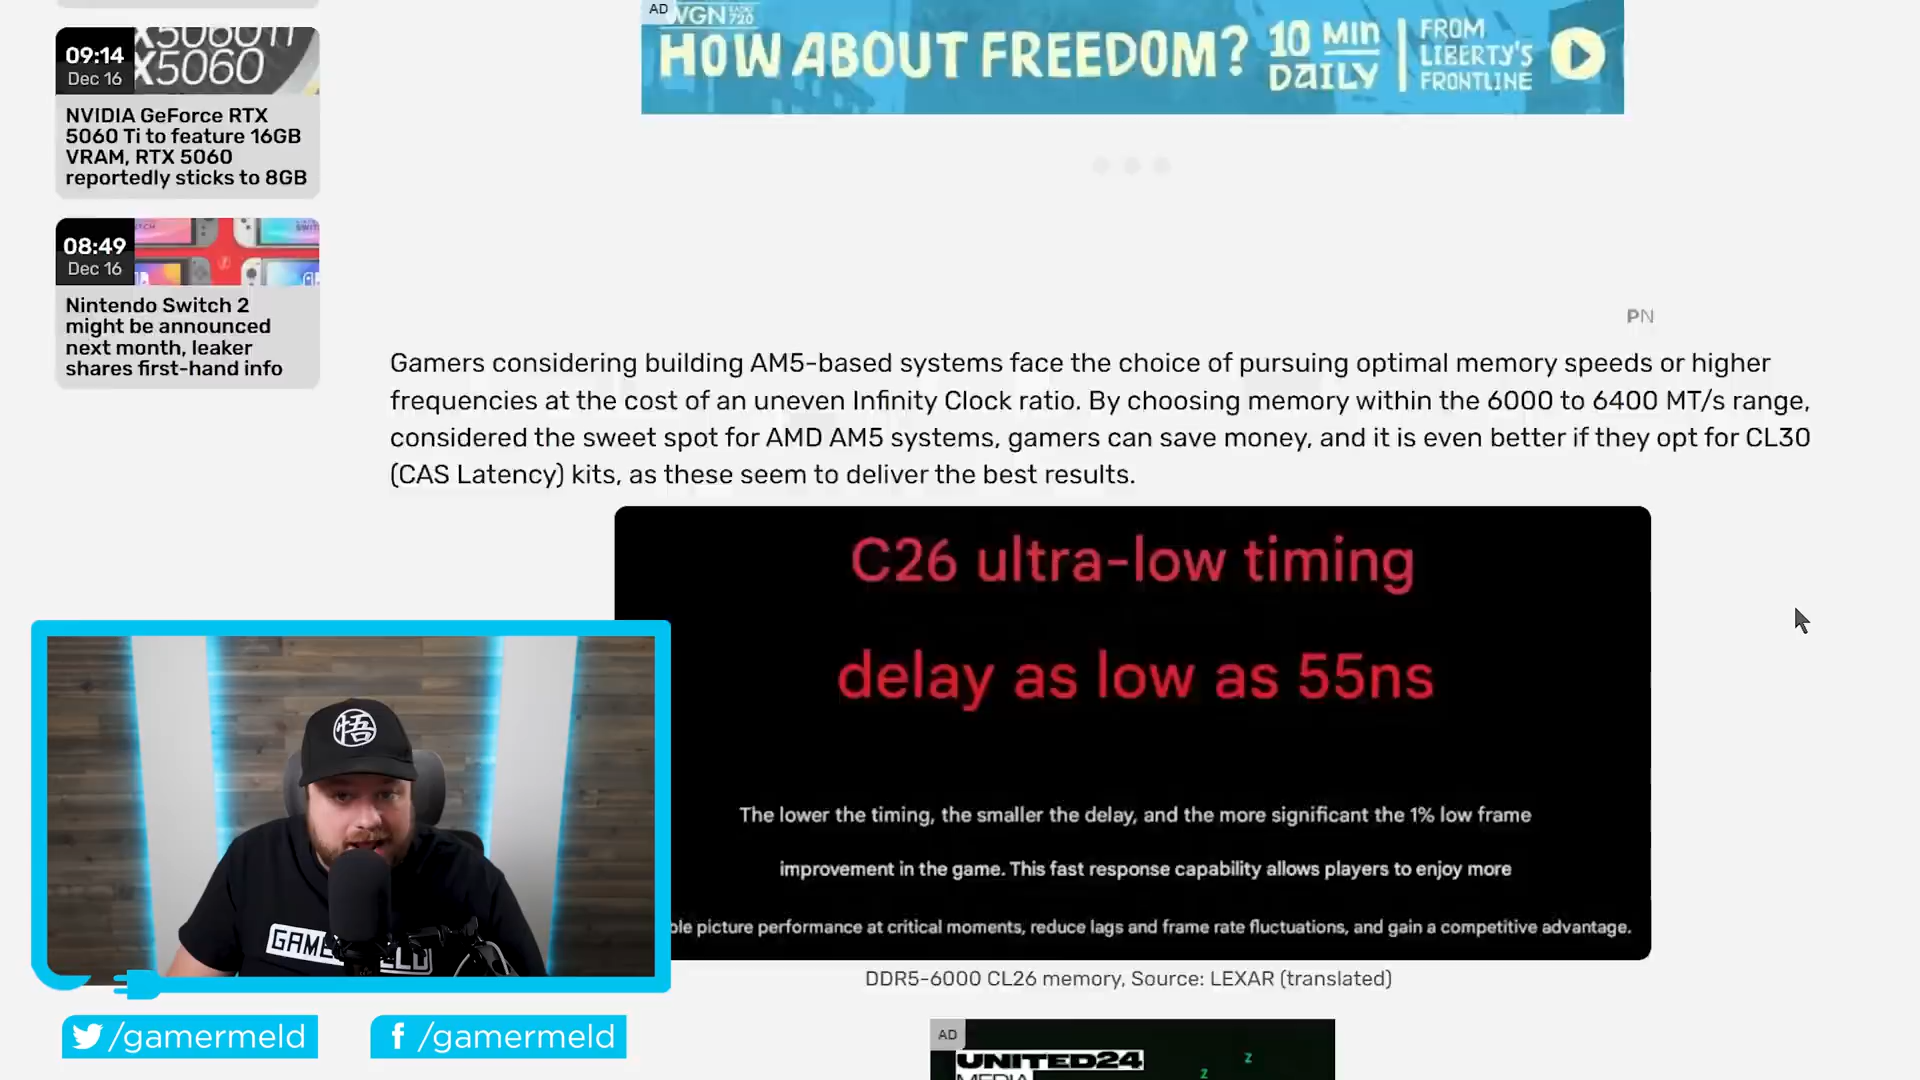 AD
WGN RADIO 720
HOW ABOUT FREEDOM?
10 MIN
DAILY
FROM
LIBERTY'S
FRONTLINE
09:14
Dec 16
X5060TI
X5060
NVIDIA GeForce RTX
5060 Ti to feature 16GB
VRAM, RTX 5060
reportedly sticks to 8GB
08:49
Dec 16
Nintendo Switch 2
might be announced
next month, leaker
shares first-hand info
PN
Gamers considering building AM5-based systems face the choice of pursuing optimal memory speeds or higher
frequencies at the cost of an uneven Infinity Clock ratio. By choosing memory within the 6000 to 6400 MT/s range,
considered the sweet spot for AMD AM5 systems, gamers can save money, and it is even better if they opt for CL30
(CAS Latency) kits, as these seem to deliver the best results.
C26 ultra-low timing
delay as low as 55ns
The lower the timing, the smaller the delay, and the more significant the 1% low frame
improvement in the game. This fast response capability allows players to enjoy more
picture performance at critical moments, reduce lags and frame rate fluctuations, and gain a competitive advantage.
DDR5-6000 CL26 memory, Source: LEXAR (translated)
悟
/gamermeld
/gamermeld
AD
UNITED24
MEDIA
z
z